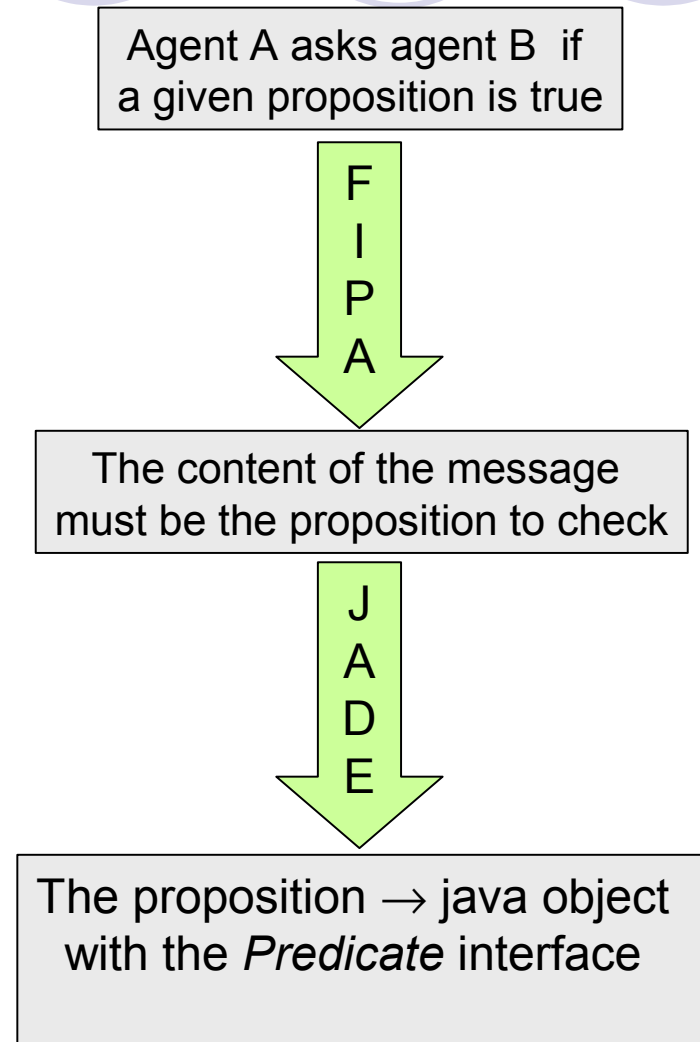 Agent A asks agent B if
a given proposition is true
F
I
P
A
The content of the message
must be the proposition to check
J
A
D
E
The proposition → java object
with the Predicate interface